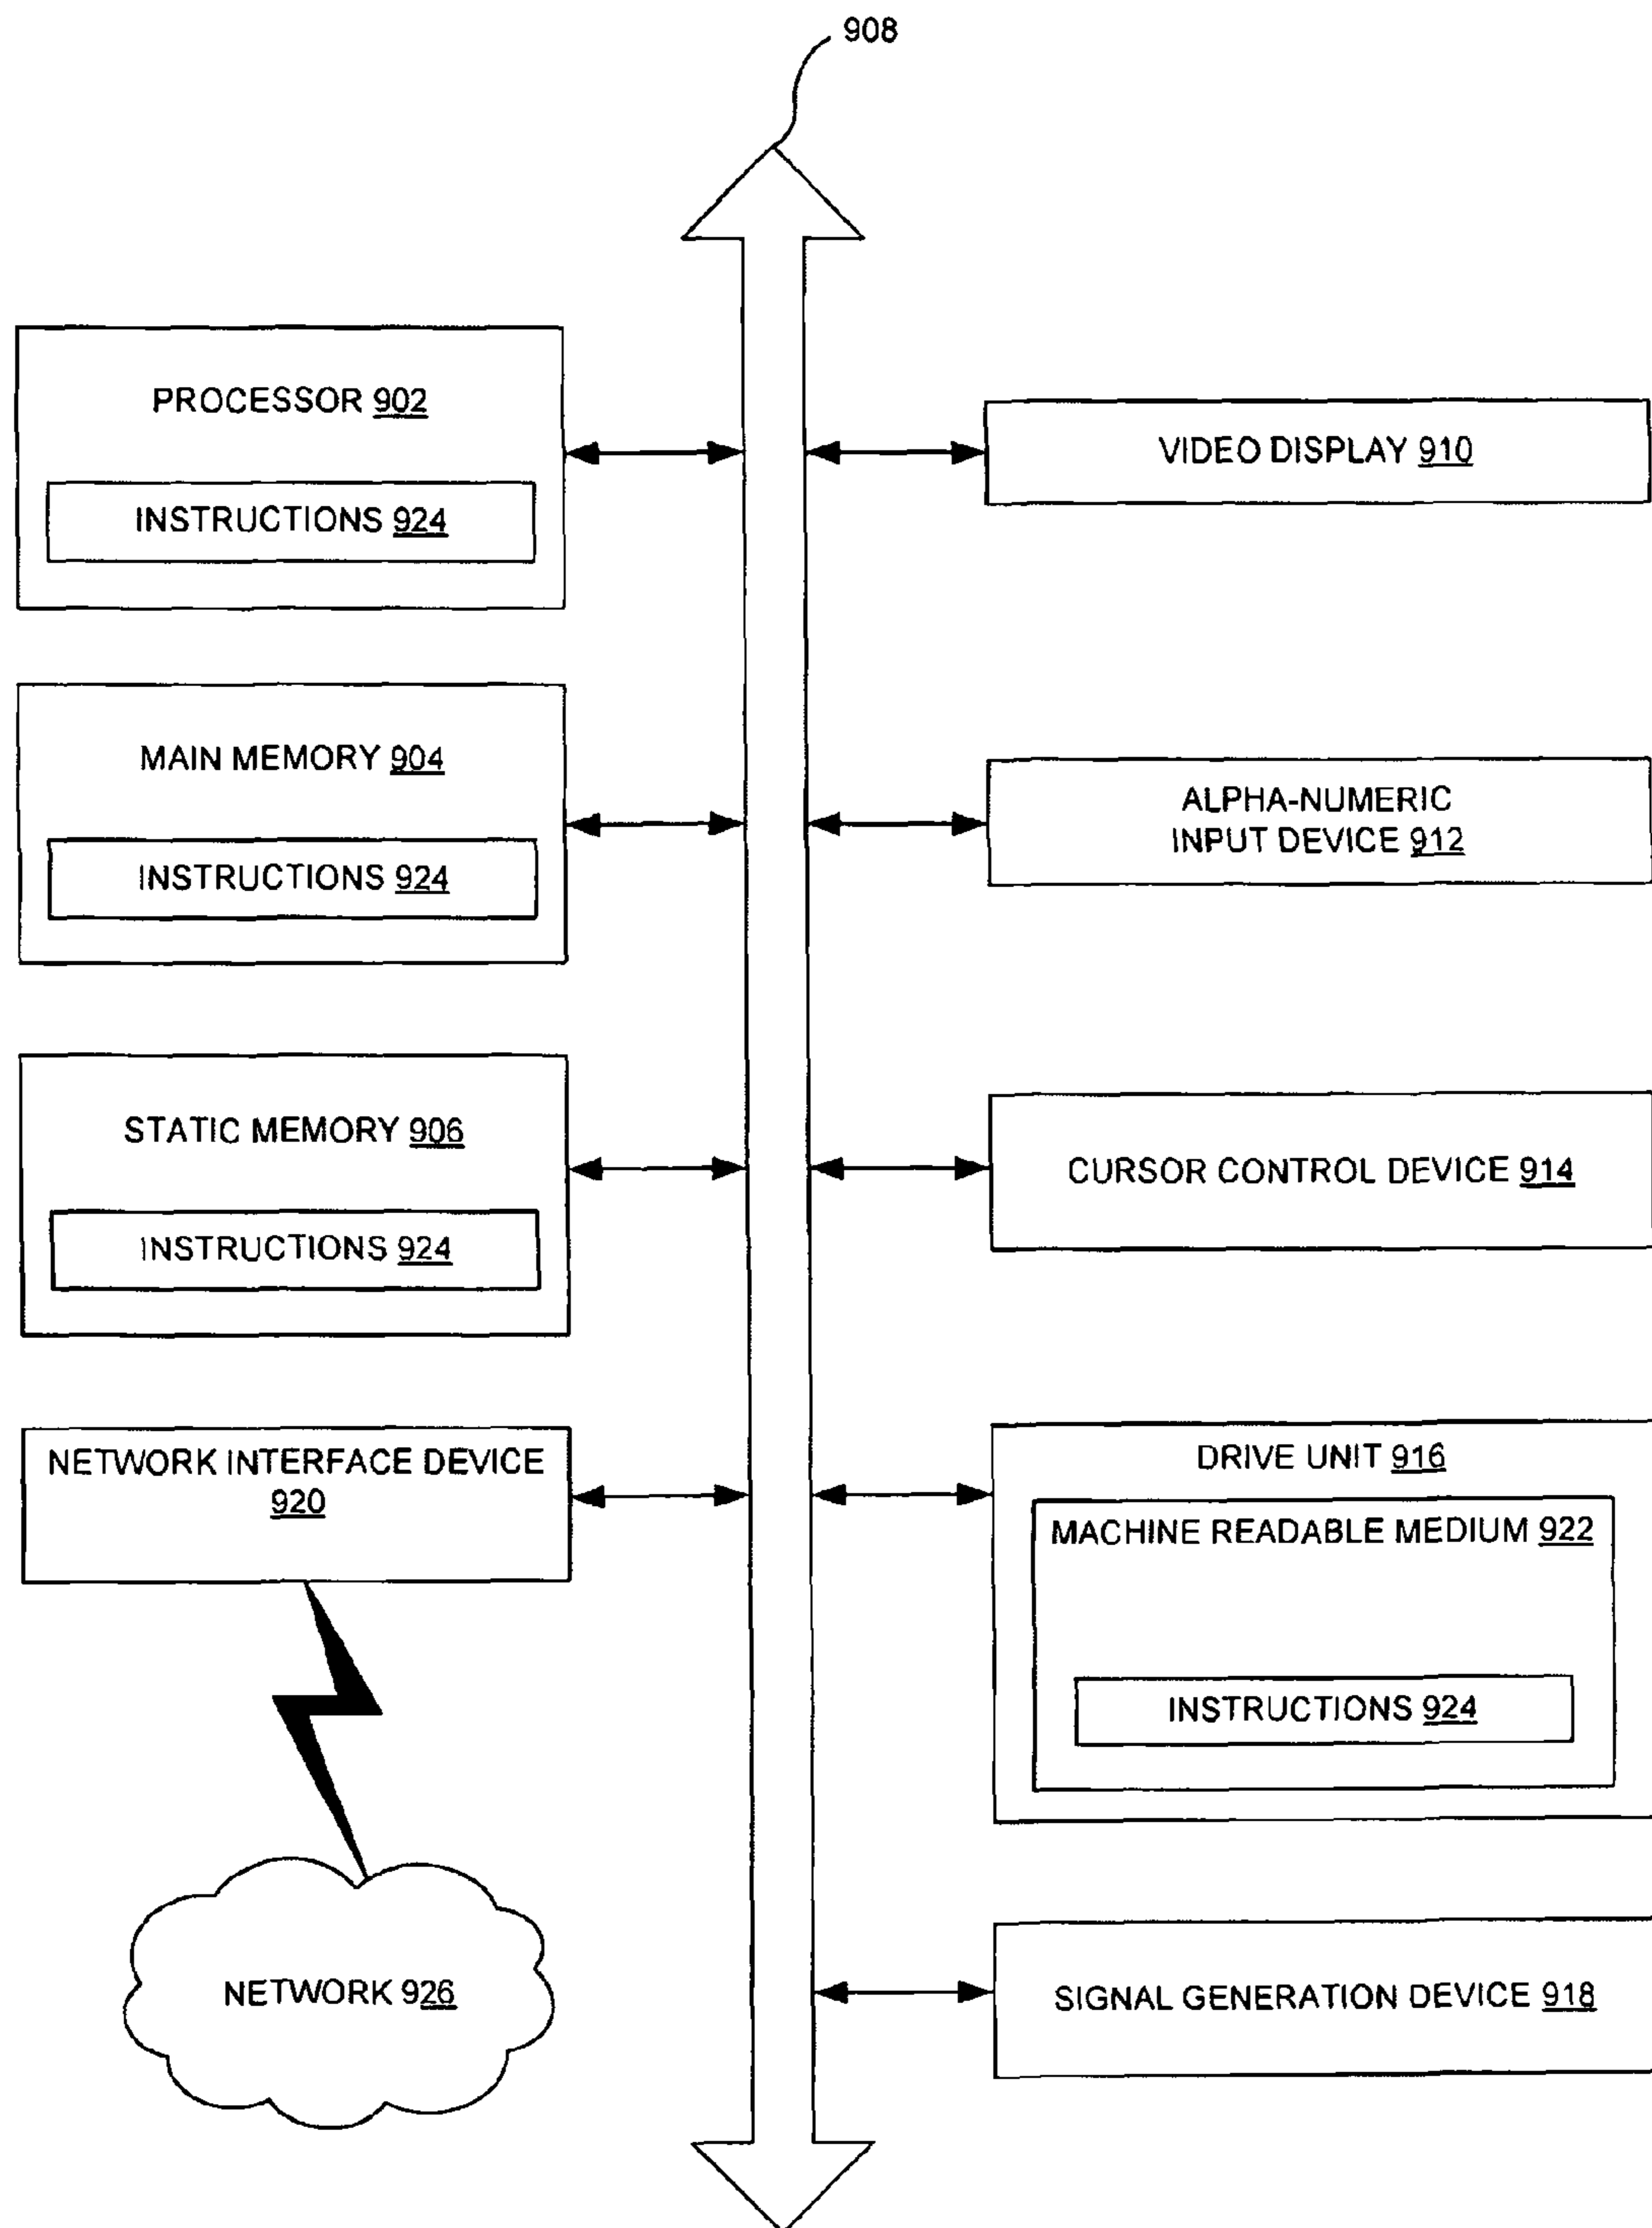 908
PROCESSOR 902
INSTRUCTIONS 924
MAIN MEMORY 904
INSTRUCTIONS 924
STATIC MEMORY 906
INSTRUCTIONS 924
NETWORK INTERFACE DEVICE
920
NETWORK 926
VIDEO DISPLAY 910
ALPHA-NUMERIC
INPUT DEVICE 912
CURSOR CONTROL DEVICE 914
DRIVE UNIT 916
MACHINE READABLE MEDIUM 922
INSTRUCTIONS 924
SIGNAL GENERATION DEVICE 918